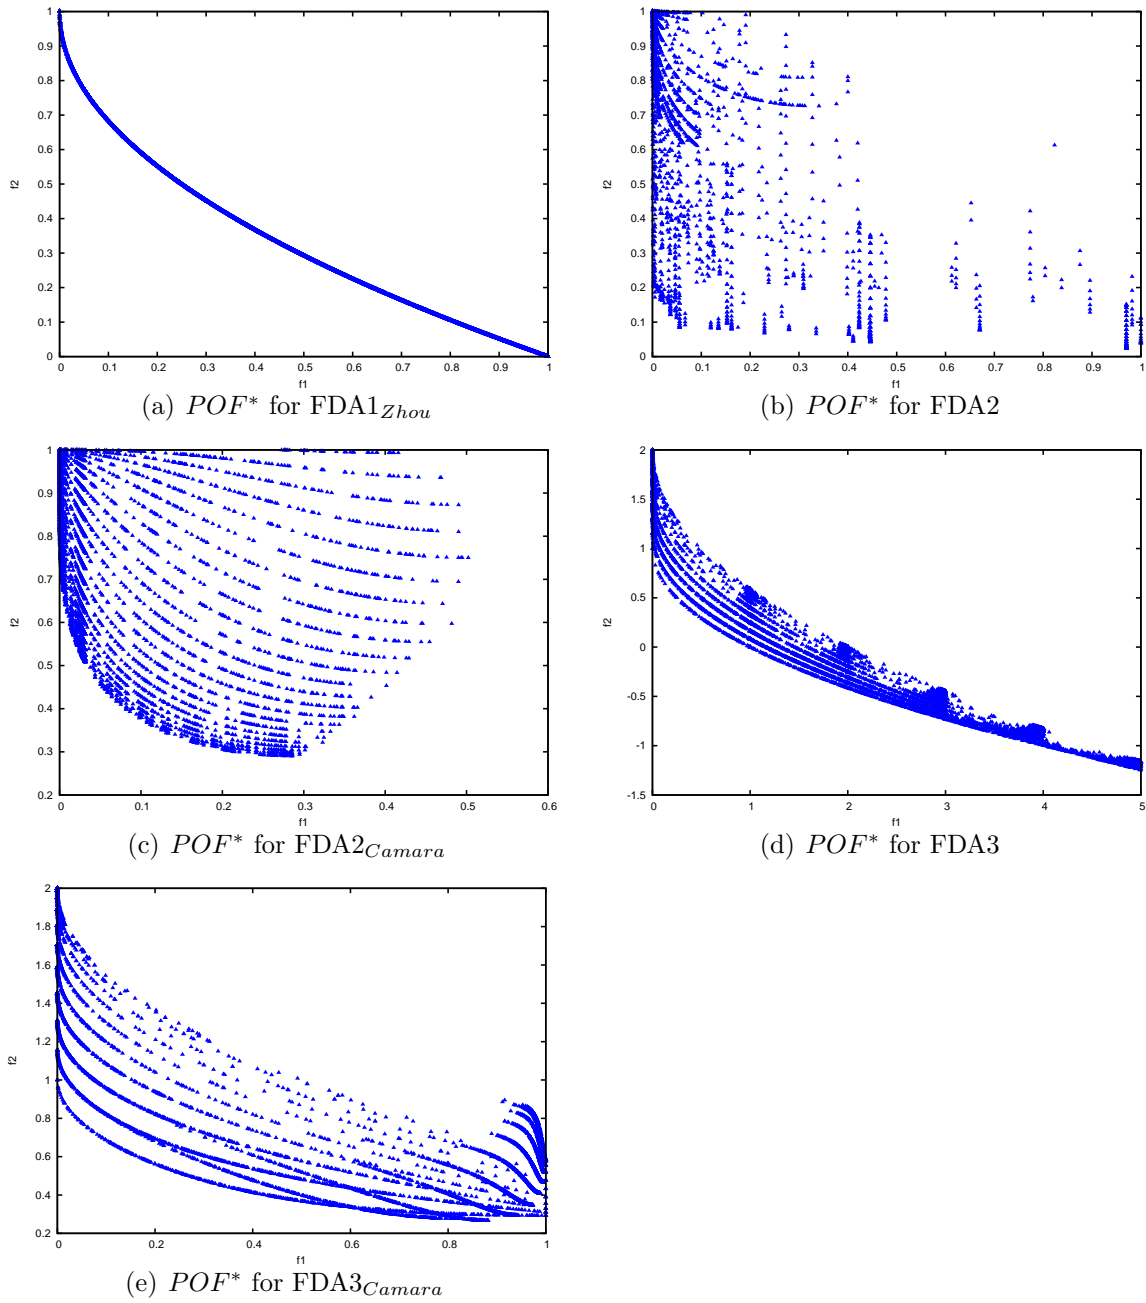 1
0.9
0.8
0.7
0.6
0.5
0.4
0.3
0.2
0.1
0
f2
0 0.1 0.2 0.3 0.4 0.5 0.6 0.7 0.8 0.9 1
f1
(a) POF* for FDA1Zhou
1
0.9
0.8
0.7
0.6
0.5
0.4
0.3
0.2
0.1
0
f2
0 0.1 0.2 0.3 0.4 0.5 0.6 0.7 0.8 0.9 1
f1
(b) POF* for FDA2
1
0.9
0.8
0.7
0.6
0.5
0.4
0.3
0.2
f2
0 0.1 0.2 0.3 0.4 0.5 0.6
f1
(c) POF* for FDA2Camara
2
1.5
1
0.5
0
-0.5
-1
-1.5
f2
0 1 2 3 4 5
f1
(d) POF* for FDA3
2
1.8
1.6
1.4
1.2
1
0.8
0.6
0.4
0.2
f2
0 0.2 0.4 0.6 0.8 1
f1
(e) POF* for FDA3Camara